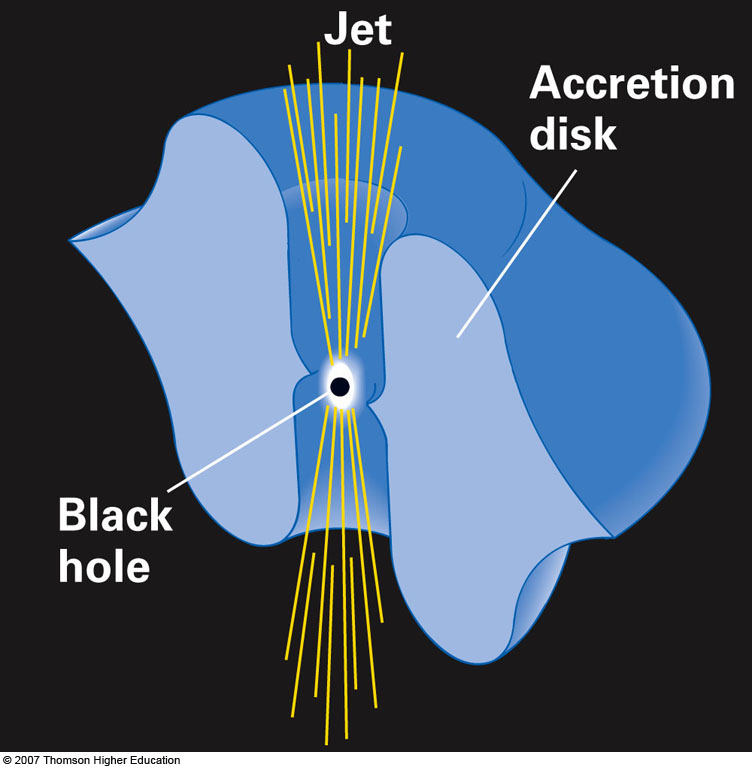 Jet
Accretion
disk
Black
hole
© 2007 Thomson Higher Education